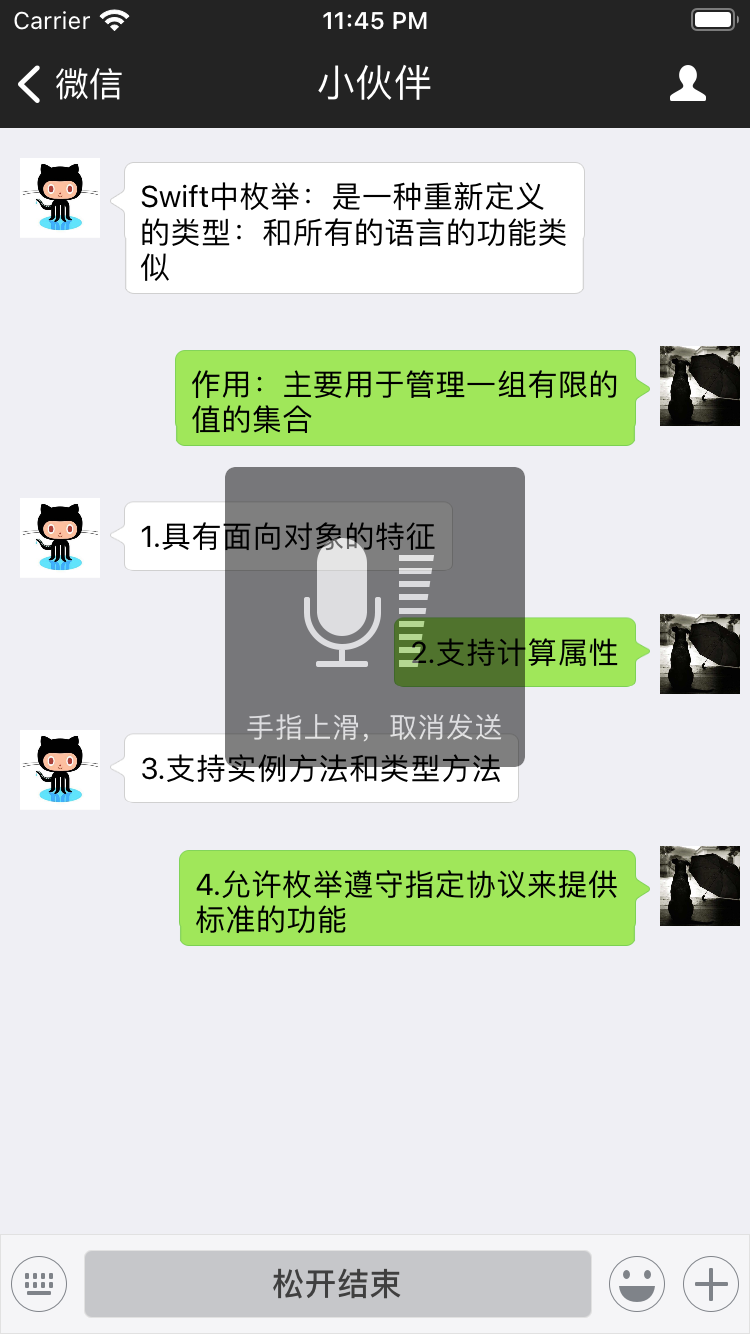 Carrier 11:45 PM
微信 小伙伴
Swift中枚举：是一种重新定义
的类型：和所有的语言的功能类
似
作用：主要用于管理一组有限的
值的集合
1.具有面向对象的特征
2.支持计算属性
手指上滑，取消发送
3.支持实例方法和类型方法
4.允许枚举遵守指定协议来提供
标准的功能
松开结束